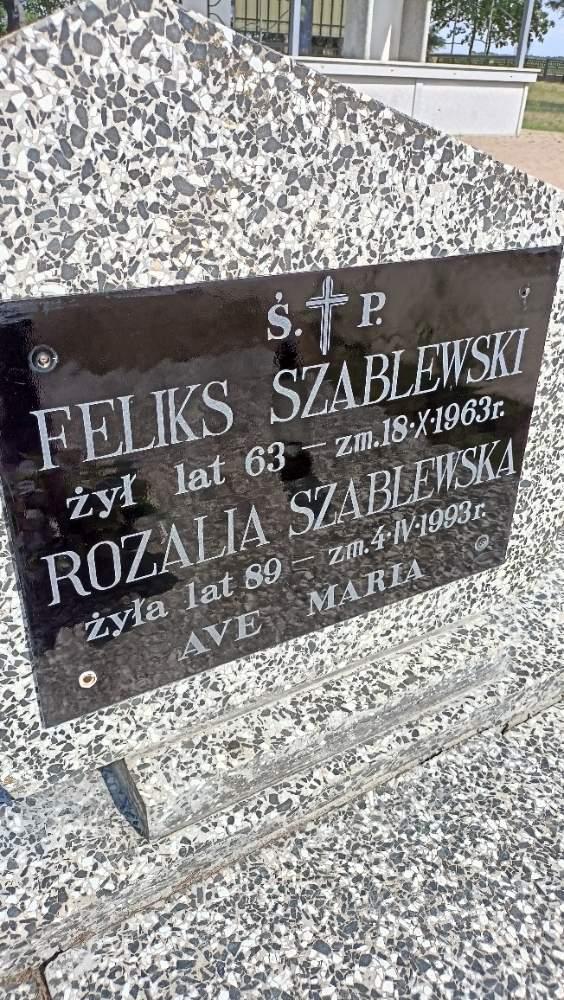 Ś. P.
FELIKS SZABLEWSKI
żył lat 63 — zm. 18·X·1963r.
ROZALIA SZABLEWSKA
żyła lat 89 — zm. 4·IV·1993r.
AVE MARIA